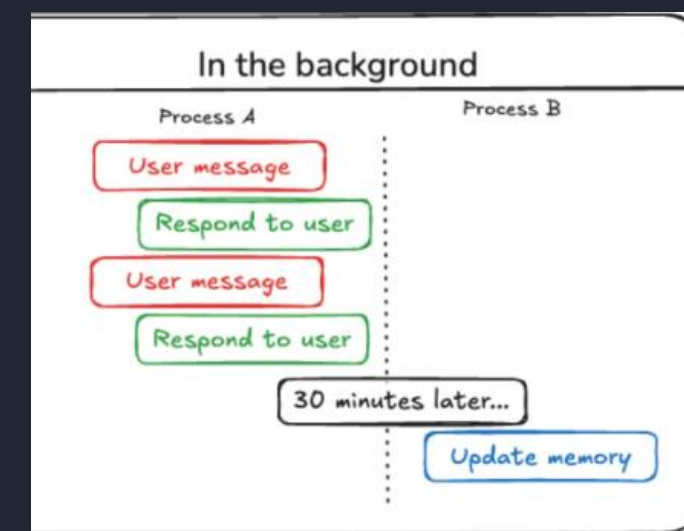 In the background
Process A
Process B
User message
Respond to user
User message
Respond to user
30 minutes later...
Update memory